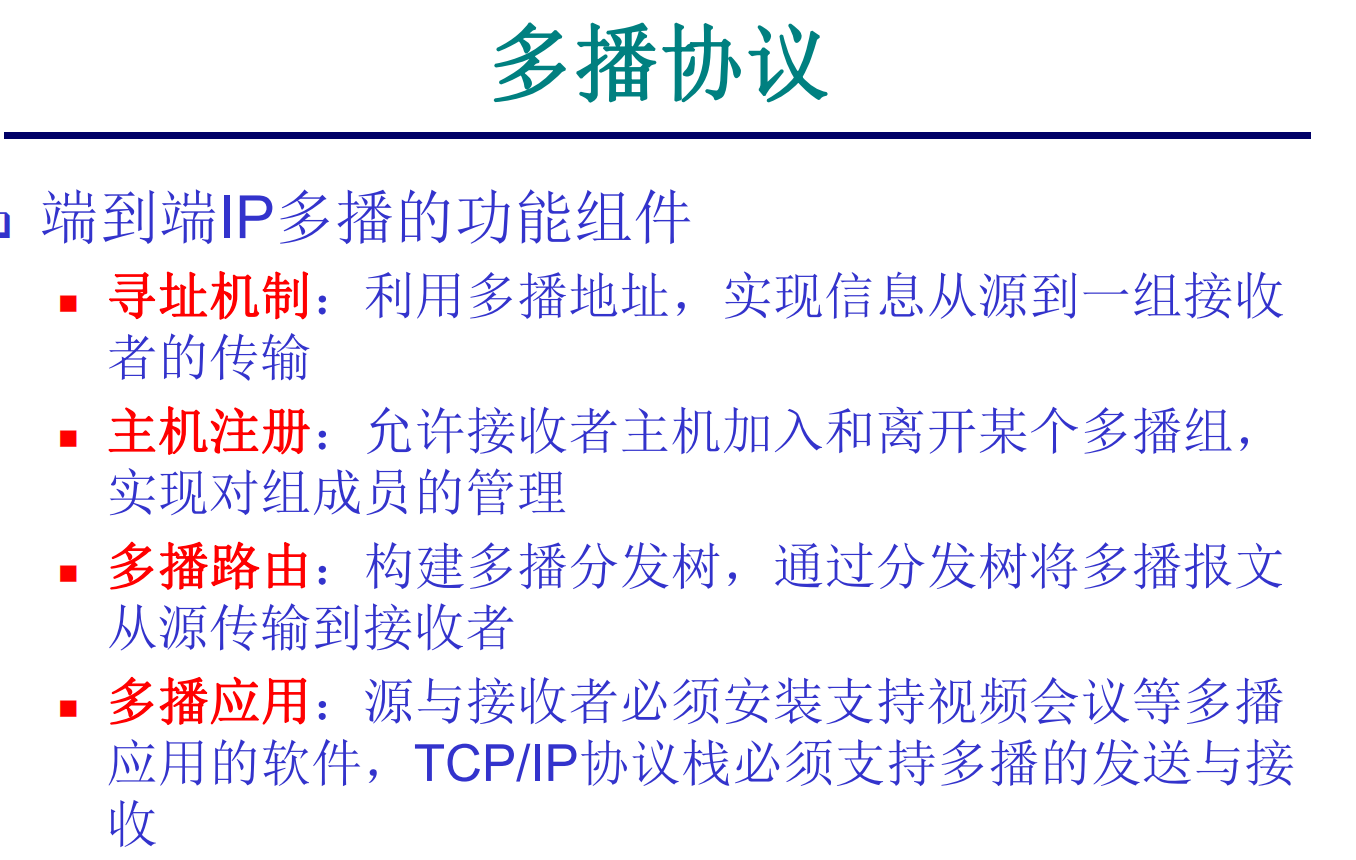 多播协议
端到端IP多播的功能组件
寻址机制：利用多播地址，实现信息从源到一组接收
者的传输
主机注册：允许接收者主机加入和离开某个多播组，
实现对组成员的管理
多播路由：构建多播分发树，通过分发树将多播报文
从源传输到接收者
多播应用：源与接收者必须安装支持视频会议等多播
应用的软件，TCP/IP协议栈必须支持多播的发送与接
收